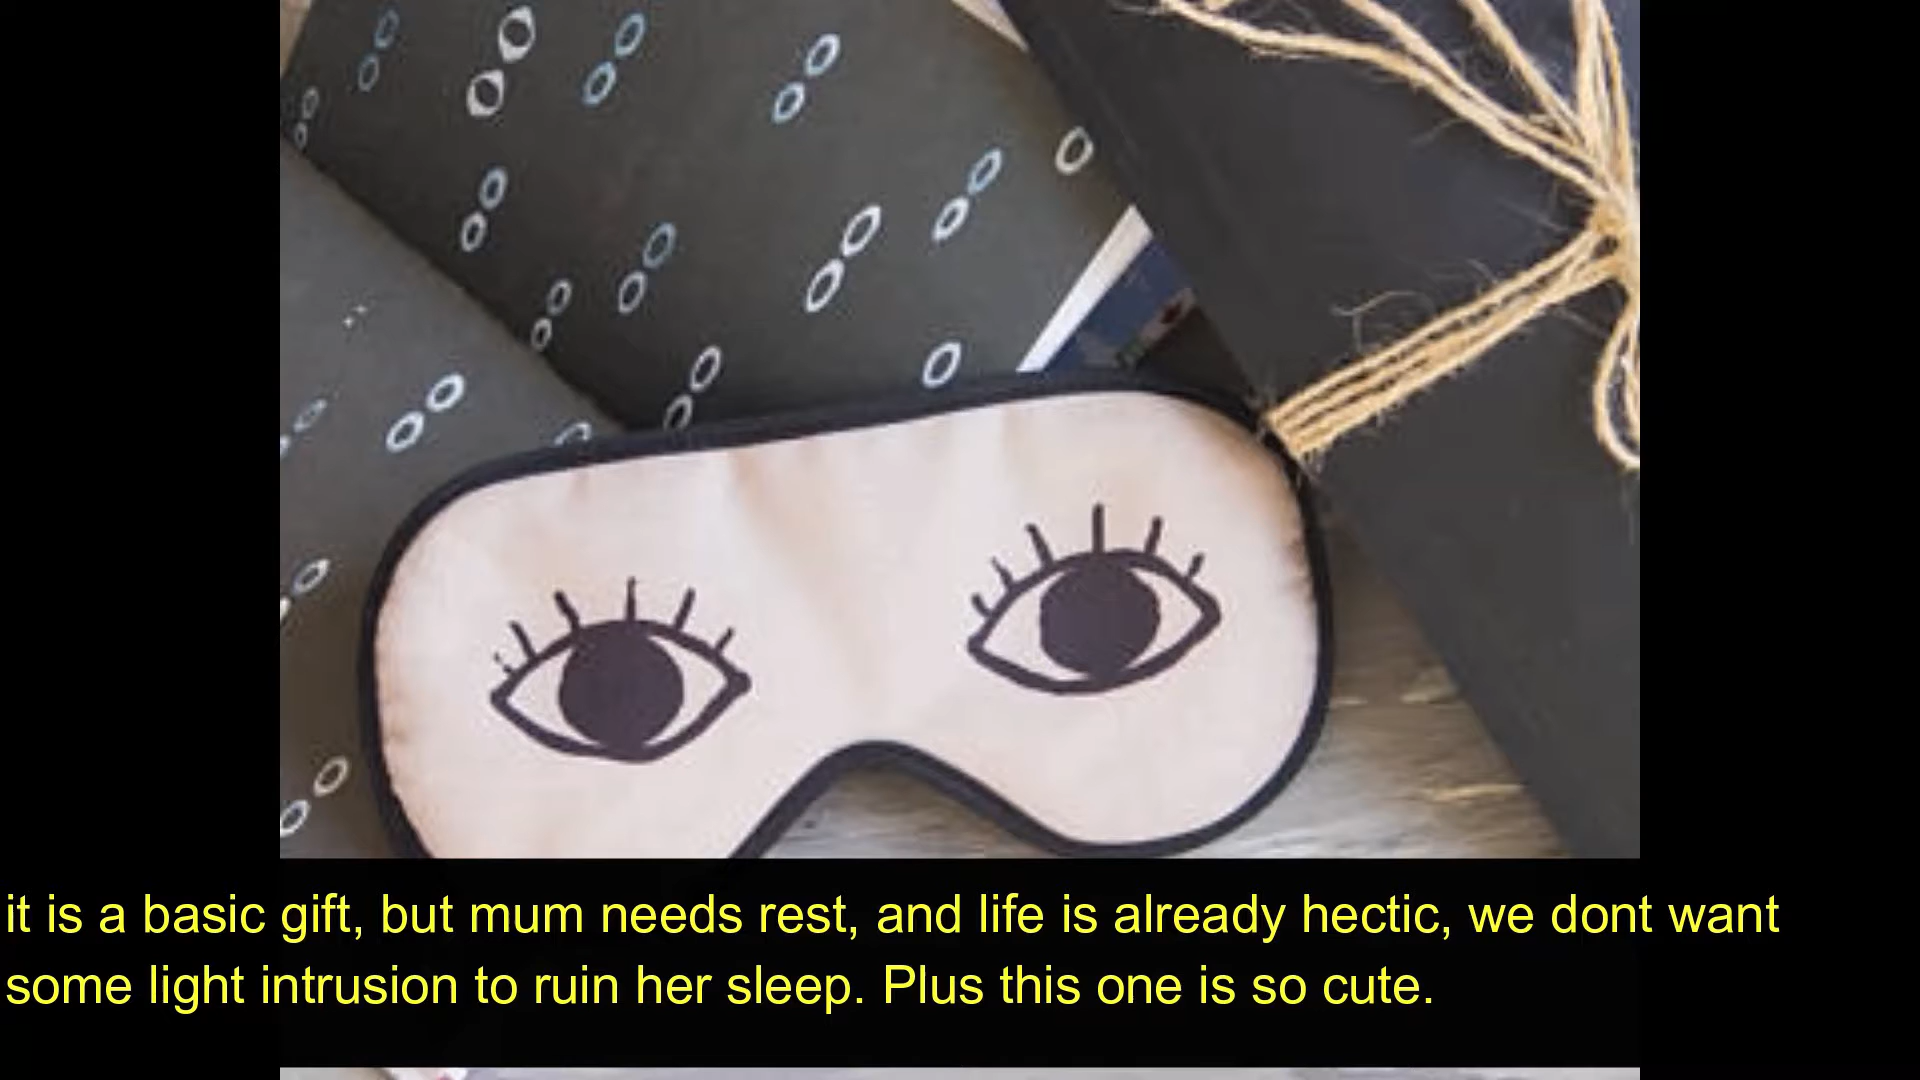 it is a basic gift, but mum needs rest, and life is already hectic, we dont want
some light intrusion to ruin her sleep. Plus this one is so cute.